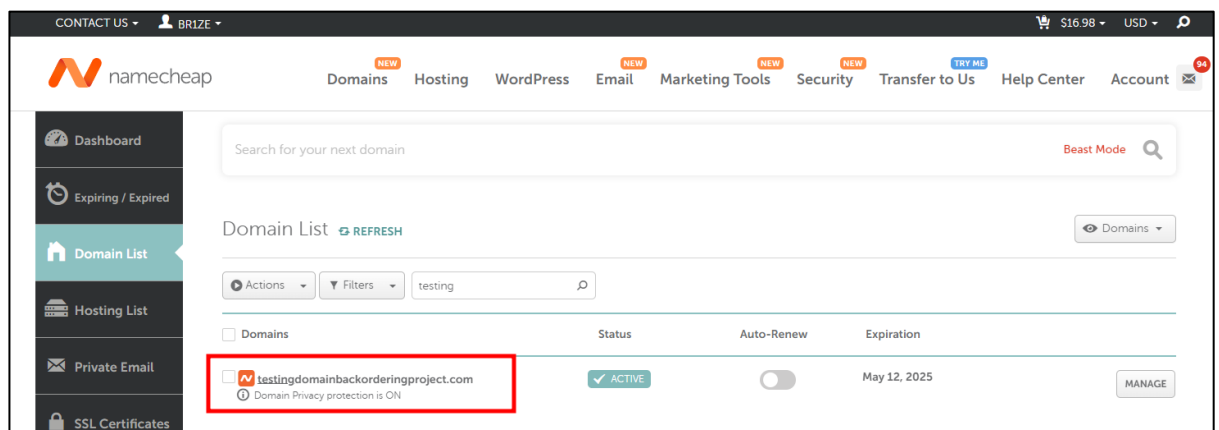 CONTACT US BR1ZE $16.98 USD
NEW NEW NEW NEW TRY ME 94
namecheap Domains Hosting WordPress Email Marketing Tools Security Transfer to Us Help Center Account
Dashboard
Search for your next domain Beast Mode
Expiring / Expired
Domain List REFRESH Domains
Domain List
Actions Filters testing
Hosting List
Domains Status Auto-Renew Expiration
Private Email
testingdomainbackorderingproject.com ACTIVE May 12, 2025 MANAGE
Domain Privacy protection is ON
SSL Certificates